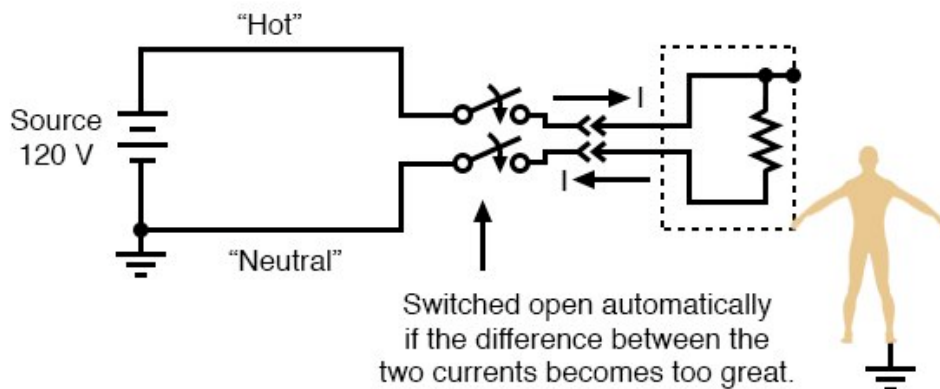 “Hot”
Source
120 V
I
I
“Neutral”
Switched open automatically
if the difference between the
two currents becomes too great.